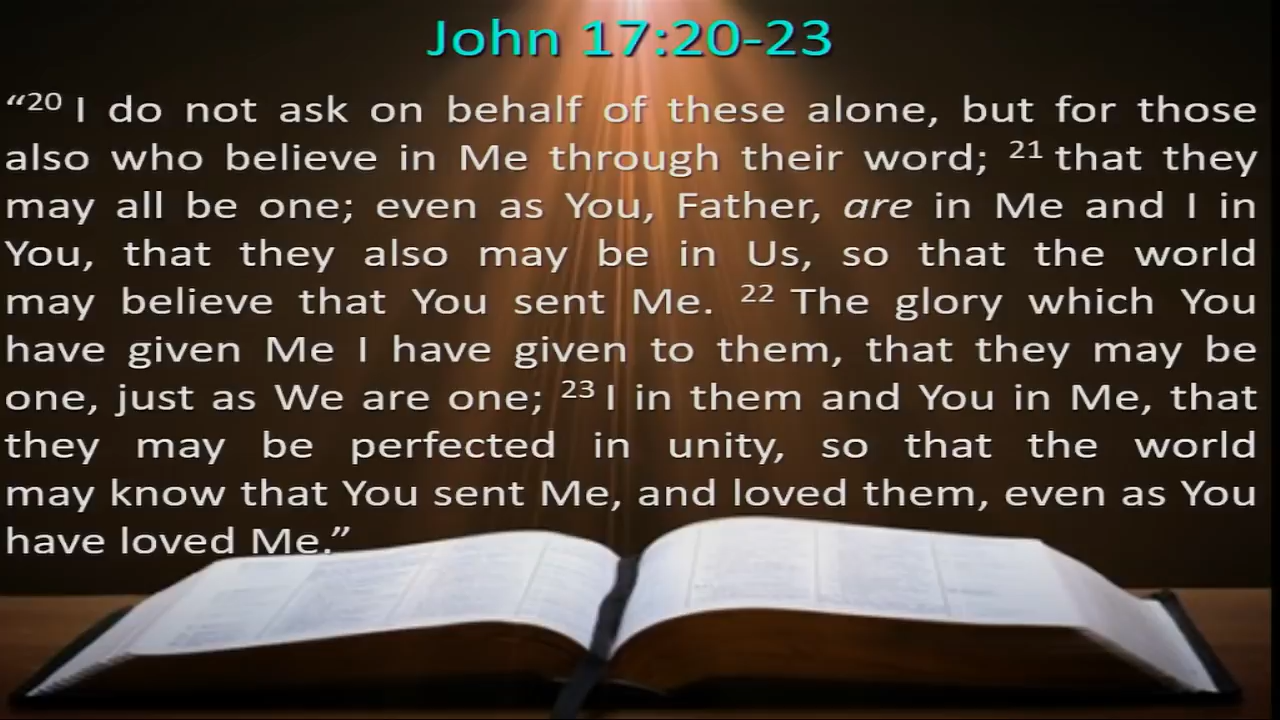 John 17:20-23
“20 I do not ask on behalf of these alone, but for those
also who believe in Me through their word; 21 that they
may all be one; even as You, Father, are in Me and I in
You, that they also may be in Us, so that the world
may believe that You sent Me. 22 The glory which You
have given Me I have given to them, that they may be
one, just as We are one; 23 I in them and You in Me, that
they may be perfected in unity, so that the world
may know that You sent Me, and loved them, even as You
have loved Me.”